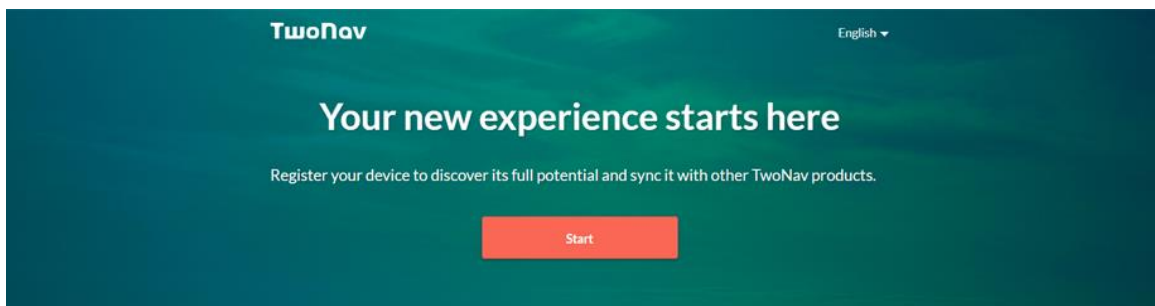 TwoNav
English
Your new experience starts here
Register your device to discover its full potential and sync it with other TwoNav products.
Start